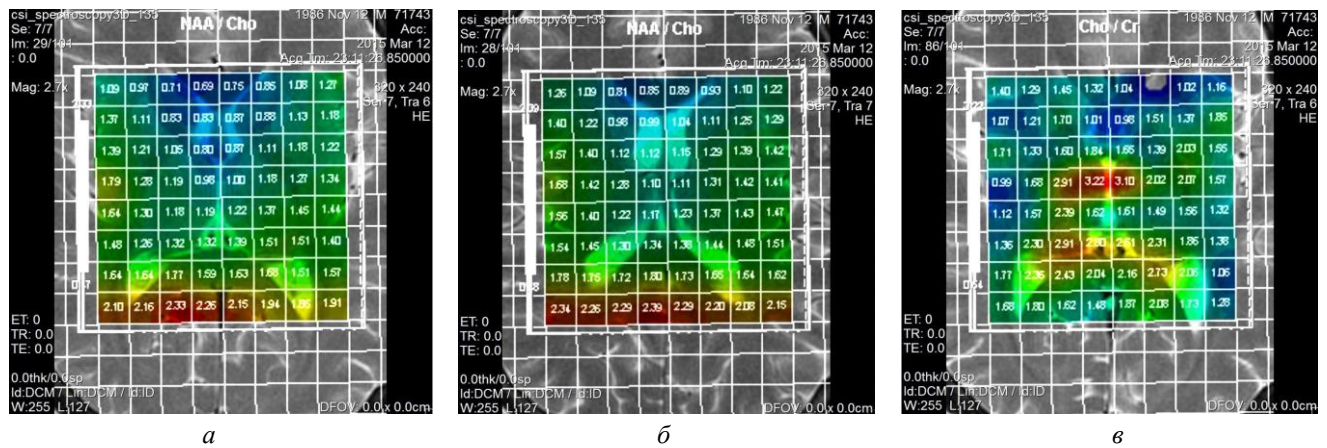 csi_spectroscopy3D_135 1986 Nov 12 M 71743
Se: 7/7 NAA / Cho Acc:
Im: 29/101 2015 Mar 12
: 0.0 Acq Tm: 23:11:26.850000
Mag: 2.7x 320 x 240
Ser 7, Tra 6
HE
1.09 0.97 0.71 0.69 0.75 0.85 1.08 1.27
1.37 1.11 0.83 0.83 0.87 0.88 1.13 1.18
1.39 1.21 1.05 0.80 0.87 1.11 1.18 1.22
1.79 1.28 1.19 0.98 1.00 1.18 1.27 1.34
1.64 1.30 1.18 1.19 1.22 1.37 1.45 1.44
1.48 1.26 1.32 1.32 1.39 1.51 1.51 1.40
1.64 1.64 1.77 1.69 1.63 1.68 1.51 1.57
2.10 2.16 2.33 2.26 2.15 1.94 1.91
ET: 0
TR: 0.0
TE: 0.0
0.0thk/0.0sp
Id:DCM / Lin:DCM / Id:ID
W:255 L:127 DFOV: 0.0 x 0.0cm
а
csi_spectroscopy3D_135 1986 Nov 12 M 71743
Se: 7/7 NAA / Cho Acc:
Im: 28/101 2015 Mar 12
: 0.0 Acq Tm: 23:11:26.850000
Mag: 2.7x 320 x 240
Ser 7, Tra 6
HE
1.26 1.09 0.81 0.85 0.89 0.93 1.10 1.22
1.40 1.22 0.98 0.99 1.04 1.11 1.25 1.29
1.57 1.40 1.12 1.12 1.15 1.29 1.39 1.42
1.68 1.42 1.28 1.10 1.11 1.31 1.42 1.41
1.56 1.40 1.22 1.17 1.23 1.37 1.43 1.47
1.54 1.45 1.30 1.34 1.38 1.44 1.48 1.51
1.78 1.76 1.72 1.80 1.73 1.65 1.64 1.62
2.34 2.26 2.29 2.39 2.29 2.20 2.08 2.15
ET: 0
TR: 0.0
TE: 0.0
0.0thk/0.0sp
Id:DCM / Lin:DCM / Id:ID
W:255 L:127 DFOV: 0.0 x 0.0cm
б
csi_spectroscopy3D_135 1986 Nov 12 M 71743
Se: 7/7 Cho / Cr Acc:
Im: 86/101 2015 Mar 12
: 0.0 Acq Tm: 23:11:26.850000
Mag: 2.7x 320 x 240
Ser 7, Tra 6
HE
1.40 1.29 1.45 1.32 1.04 1.02 1.16
1.07 1.21 1.70 1.01 0.98 1.51 1.37 1.85
1.71 1.33 1.60 1.84 1.65 1.39 2.03 1.55
0.99 1.68 2.91 3.22 3.10 2.02 2.07 1.57
1.12 1.57 2.39 1.62 1.61 1.49 1.56 1.32
1.36 2.30 2.91 2.80 2.61 2.31 1.86 1.38
1.77 2.35 2.43 2.04 2.16 2.73 2.06 1.06
1.68 1.80 1.62 1.48 1.87 2.08 1.73 1.28
ET: 0
TR: 0.0
TE: 0.0
0.0thk/0.0sp
Id:DCM / Lin:DCM / Id:ID
W:255 L:127 DFOV: 0.0 x 0.0cm
в